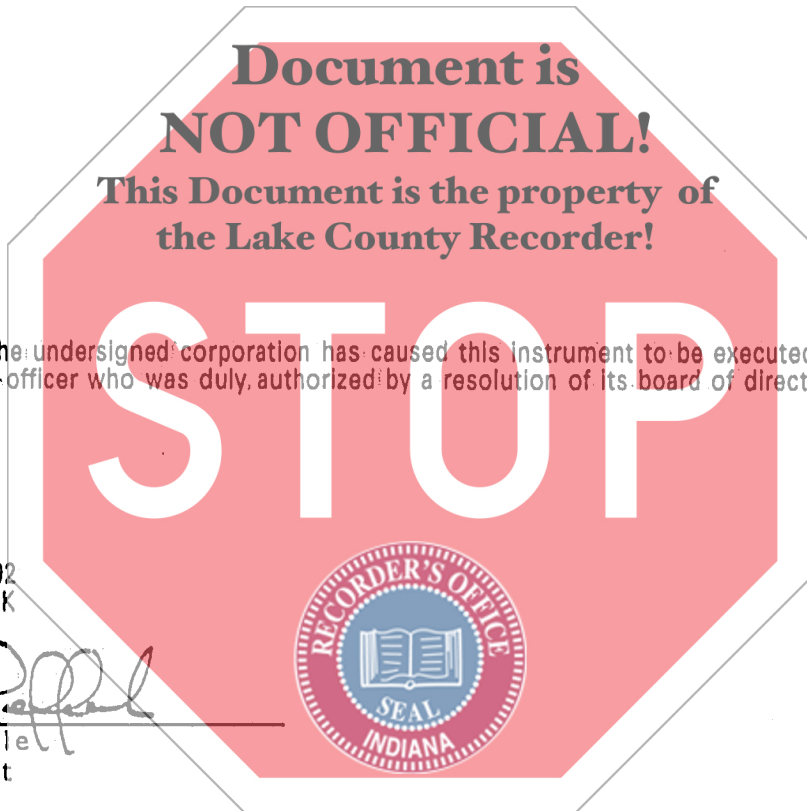 Document is
NOT OFFICIAL!
This Document is the property of
the Lake County Recorder!
STOP
he undersigned corporation has caused this instrument to be executed
officer who was duly authorized by a resolution of its board of direct
92
K
RECORDER'S OFFICE
SEAL
INDIANA
t